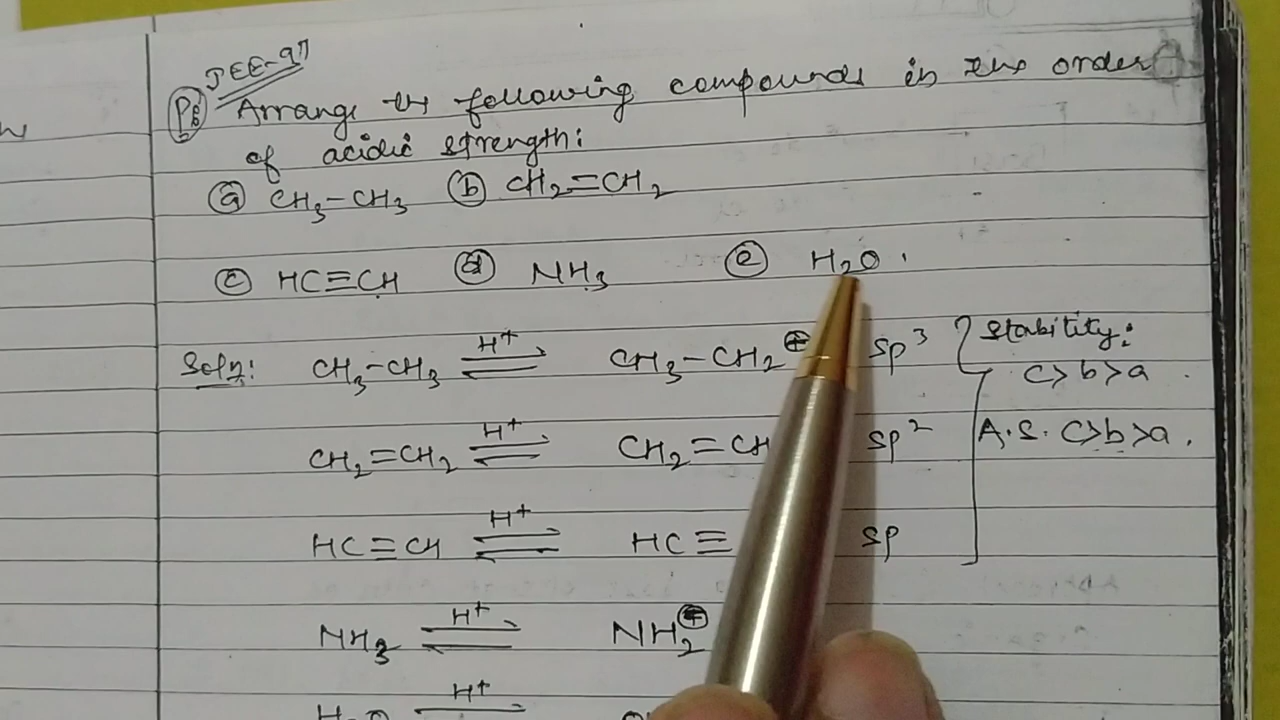 JEE-97
Arrange the following compounds in the order
of acidic strength:
(a) CH₃-CH₃ (b) CH₂=CH₂
(c) HC≡CH (d) NH₃ (e) H₂O.
Soln: CH₃-CH₃ H⁺ ⇌ CH₃-CH₂⊕ sp³ Stability:
C>b>a
CH₂=CH₂ H⁺ ⇌ CH₂=CH sp² A.S. C>b>a.
HC≡CH H⁺ ⇌ HC≡ sp
NH₃ H⁺ ⇌ NH₂⊕
H₂O H⁺